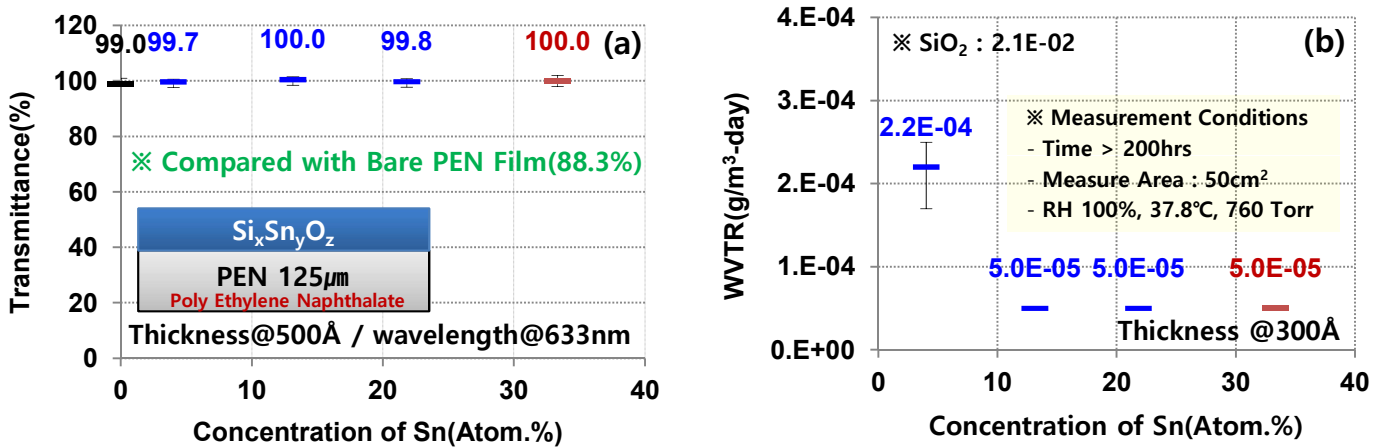 120
100
80
60
40
20
0
Transmittance(%)
99.0
99.7
100.0
99.8
100.0
(a)
※ Compared with Bare PEN Film(88.3%)
SiₓSnᵧO_z
PEN 125㎛
Poly Ethylene Naphthalate
Thickness@500Å / wavelength@633nm
0 10 20 30 40
Concentration of Sn(Atom.%)
4.E-04
3.E-04
2.E-04
1.E-04
0.E+00
WVTR(g/m³-day)
※ SiO₂ : 2.1E-02
(b)
2.2E-04
※ Measurement Conditions
- Time > 200hrs
- Measure Area : 50cm²
- RH 100%, 37.8℃, 760 Torr
5.0E-05 5.0E-05 5.0E-05
Thickness @300Å
0 10 20 30 40
Concentration of Sn(Atom.%)